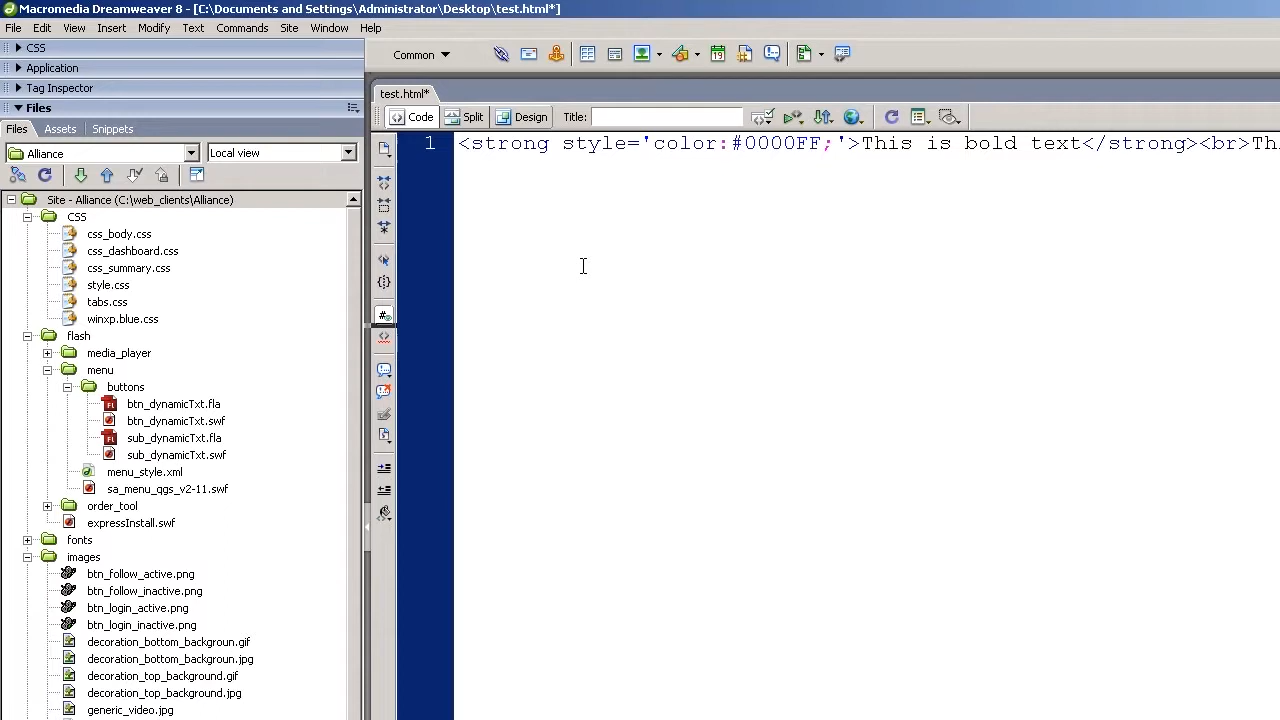 Macromedia Dreamweaver 8 - [C:\Documents and Settings\Administrator\Desktop\test.html*]
File Edit View Insert Modify Text Commands Site Window Help
CSS
Common
Application
Tag Inspector
Files
test.html*
Code Split Design Title:
Files Assets Snippets
Alliance Local view
1 <strong style='color:#0000FF;'>This is bold text</strong><br>Thi
Site - Alliance (C:\web_clients\Alliance)
CSS
css_body.css
css_dashboard.css
css_summary.css
style.css
tabs.css
winxp.blue.css
flash
media_player
menu
buttons
btn_dynamicTxt.fla
btn_dynamicTxt.swf
sub_dynamicTxt.fla
sub_dynamicTxt.swf
menu_style.xml
sa_menu_qgs_v2-11.swf
order_tool
expressInstall.swf
fonts
images
btn_follow_active.png
btn_follow_inactive.png
btn_login_active.png
btn_login_inactive.png
decoration_bottom_backgroun.gif
decoration_bottom_backgroun.jpg
decoration_top_background.gif
decoration_top_background.jpg
generic_video.jpg